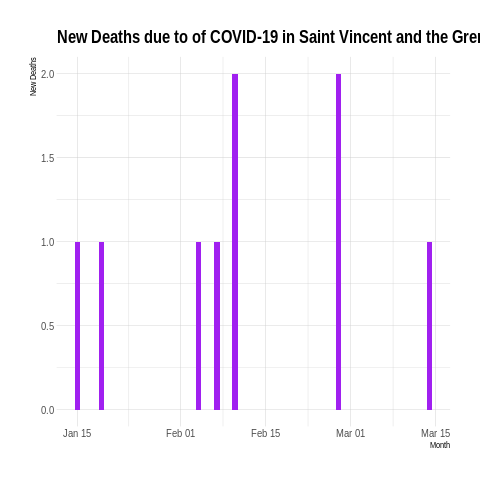 New Deaths due to of COVID-19 in Saint Vincent and the Gre
New Deaths
2.0
1.5
1.0
0.5
0.0
Jan 15 Feb 01 Feb 15 Mar 01 Mar 15
Month